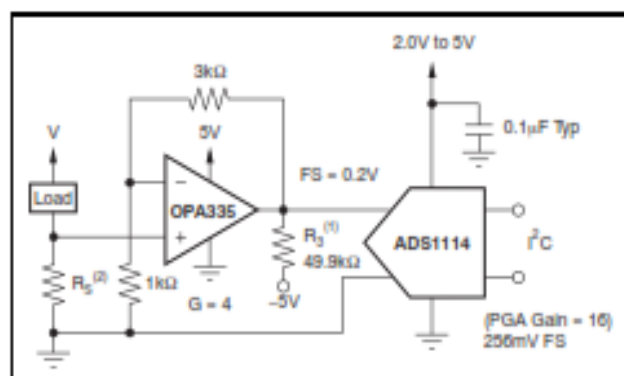 2.0V to 5V
3kΩ
V
5V
0.1μF Typ
FS = 0.2V
Load
OPA335
R3(1)
49.9kΩ
ADS1114
I2C
RS(2)
1kΩ
G = 4
–5V
(PGA Gain = 16)
256mV FS